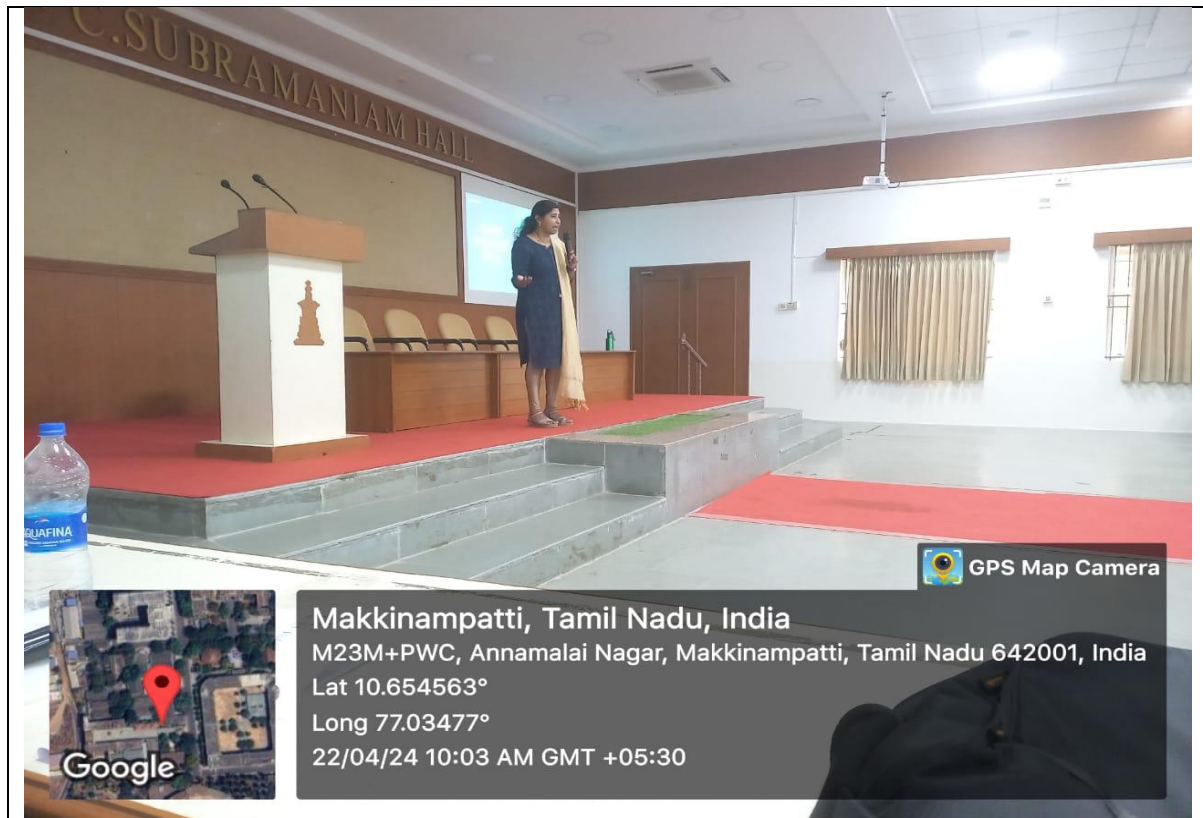 C.SUBRAMANIAM HALL
QUAFINA
GPS Map Camera
Makkinampatti, Tamil Nadu, India
M23M+PWC, Annamalai Nagar, Makkinampatti, Tamil Nadu 642001, India
Lat 10.654563°
Long 77.03477°
22/04/24 10:03 AM GMT +05:30
Google